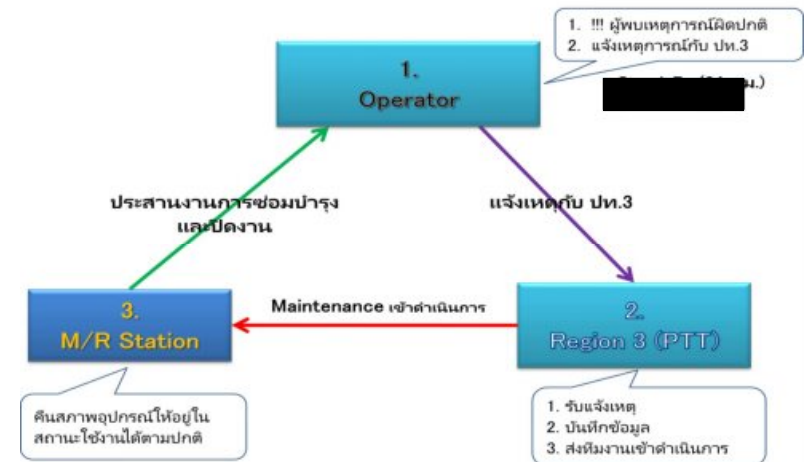 1. !!! ผู้พบเหตุการณ์ผิดปกติ
2. แจ้งเหตุการณ์กับ ปท.3
1.
Operator
ประสานงานการซ่อมบำรุง
และปิดงาน
แจ้งเหตุกับ ปท.3
3.
M/R Station
Maintenance เข้าดำเนินการ
2.
Region 3 (PTT)
คืนสภาพอุปกรณ์ให้อยู่ใน
สถานะใช้งานได้ตามปกติ
1. รับแจ้งเหตุ
2. บันทึกข้อมูล
3. ส่งทีมงานเข้าดำเนินการ